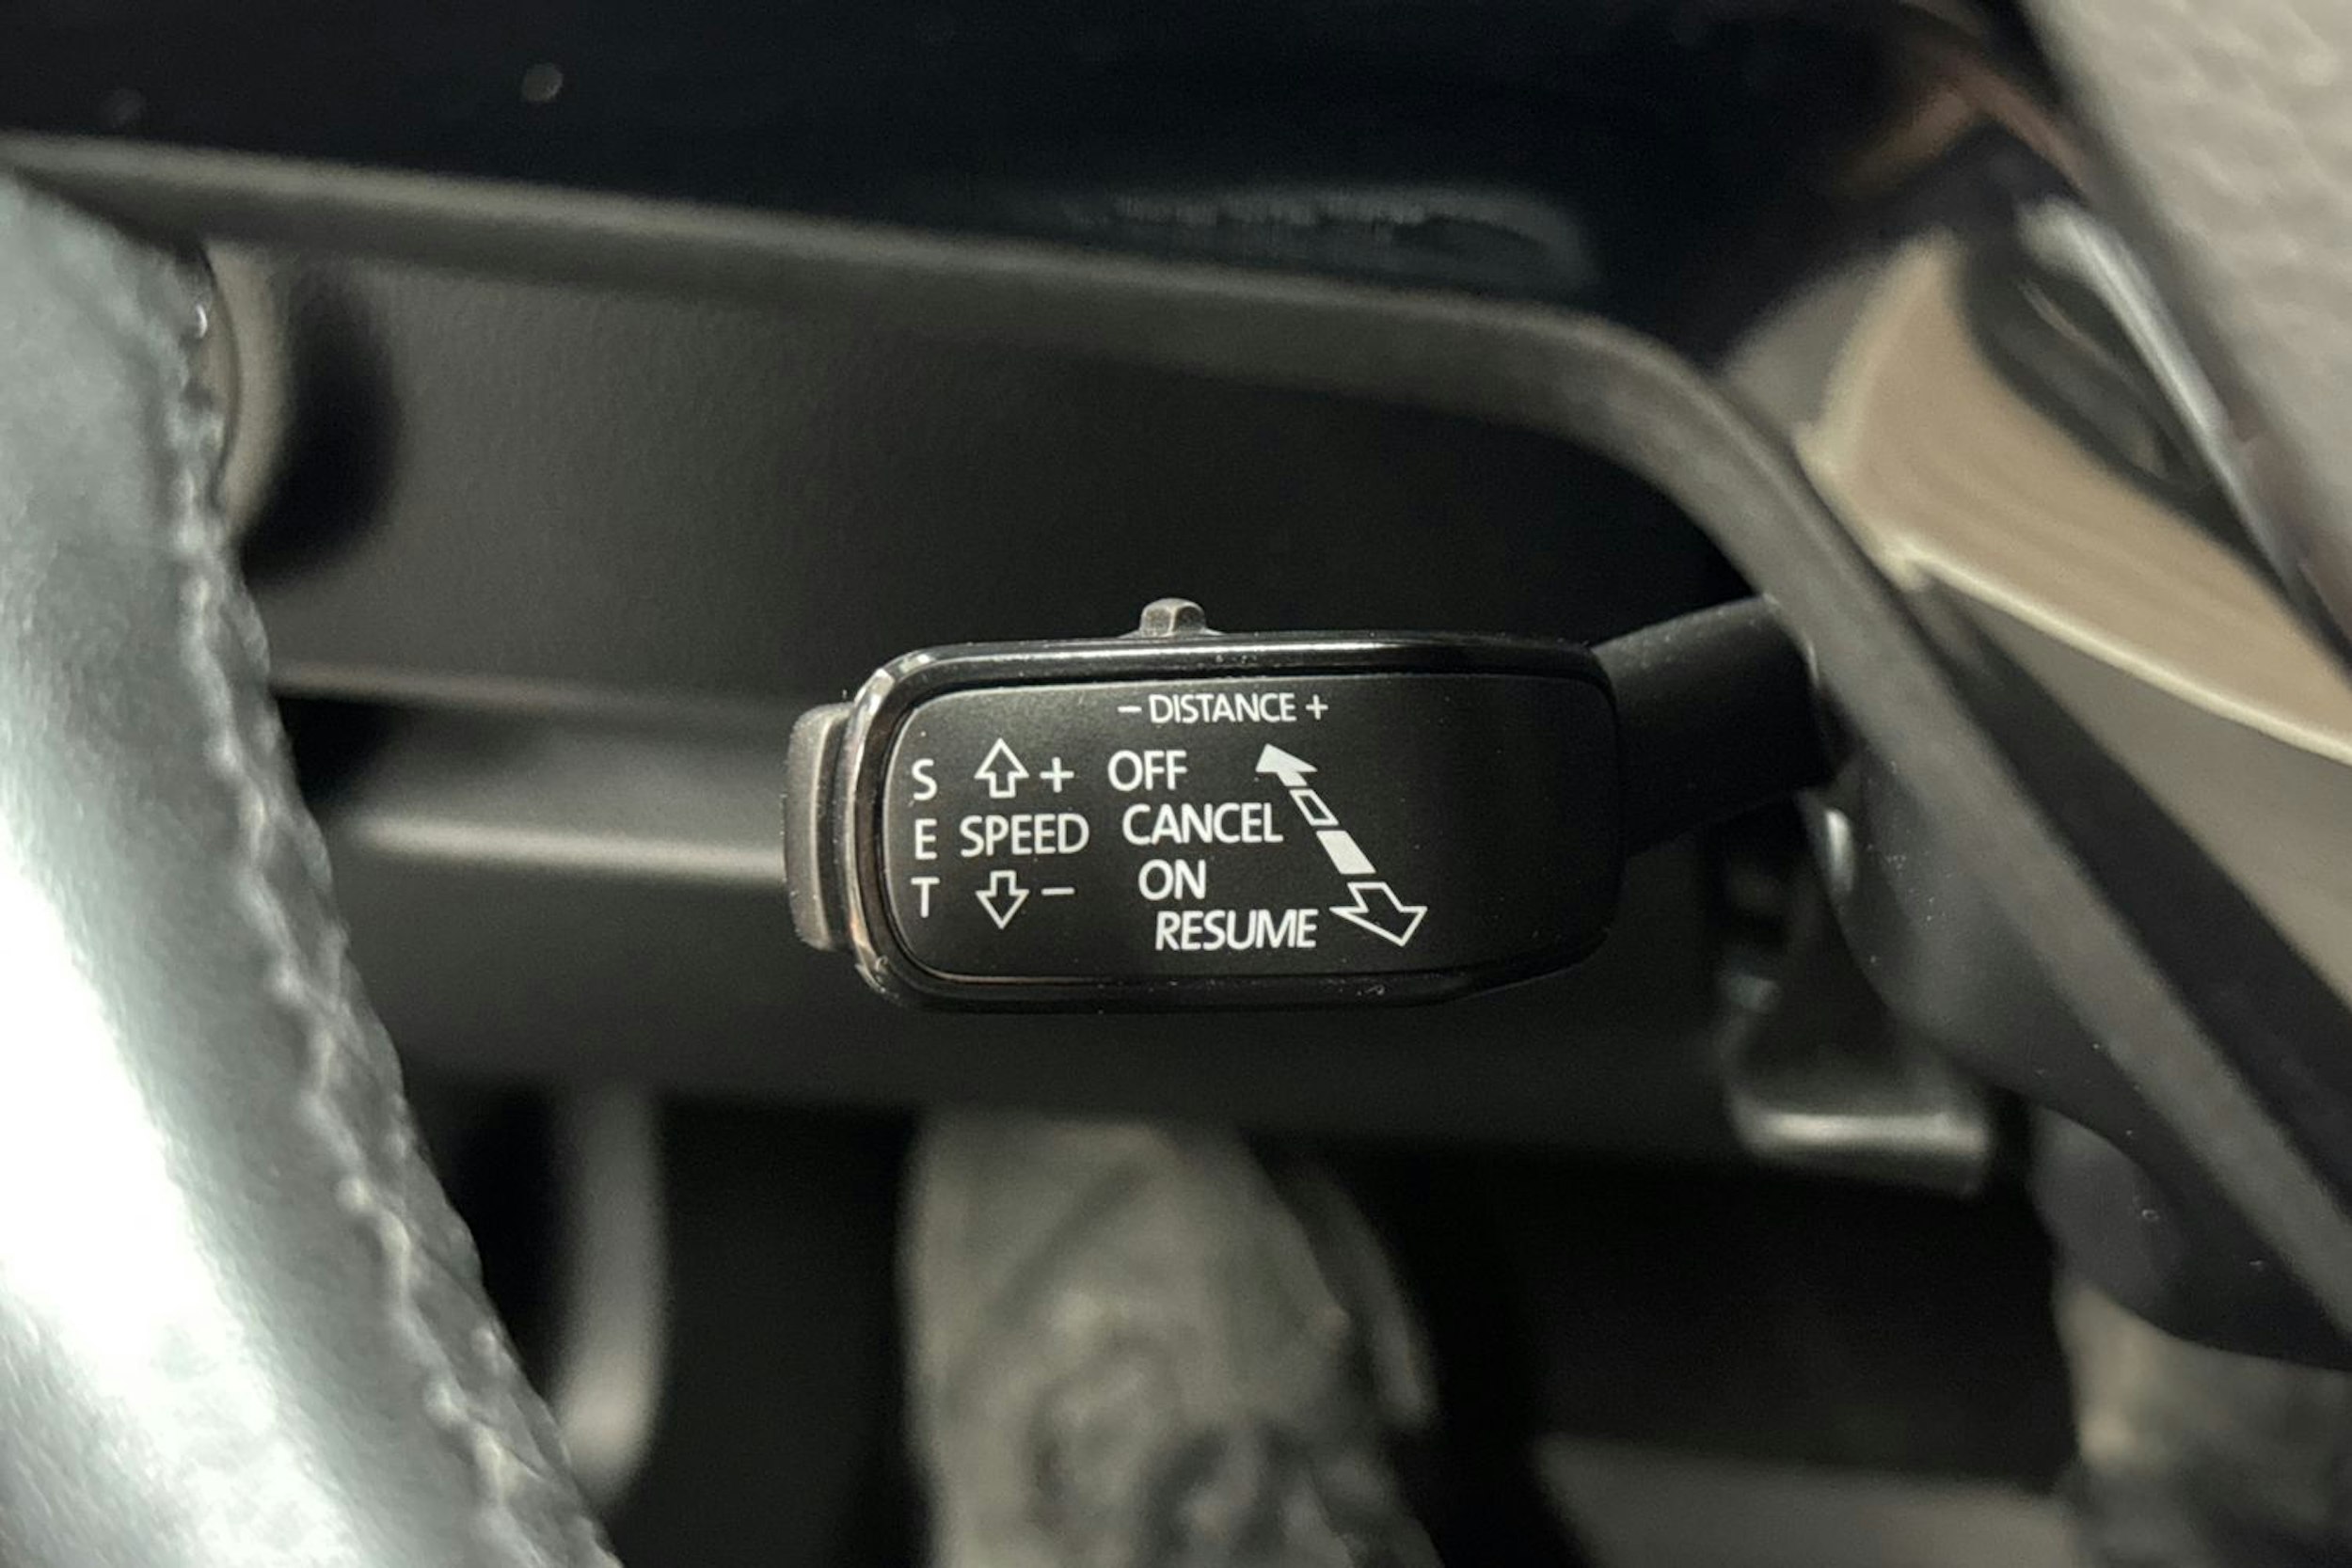 − DISTANCE +
S + OFF
E SPEED CANCEL
T − ON
RESUME